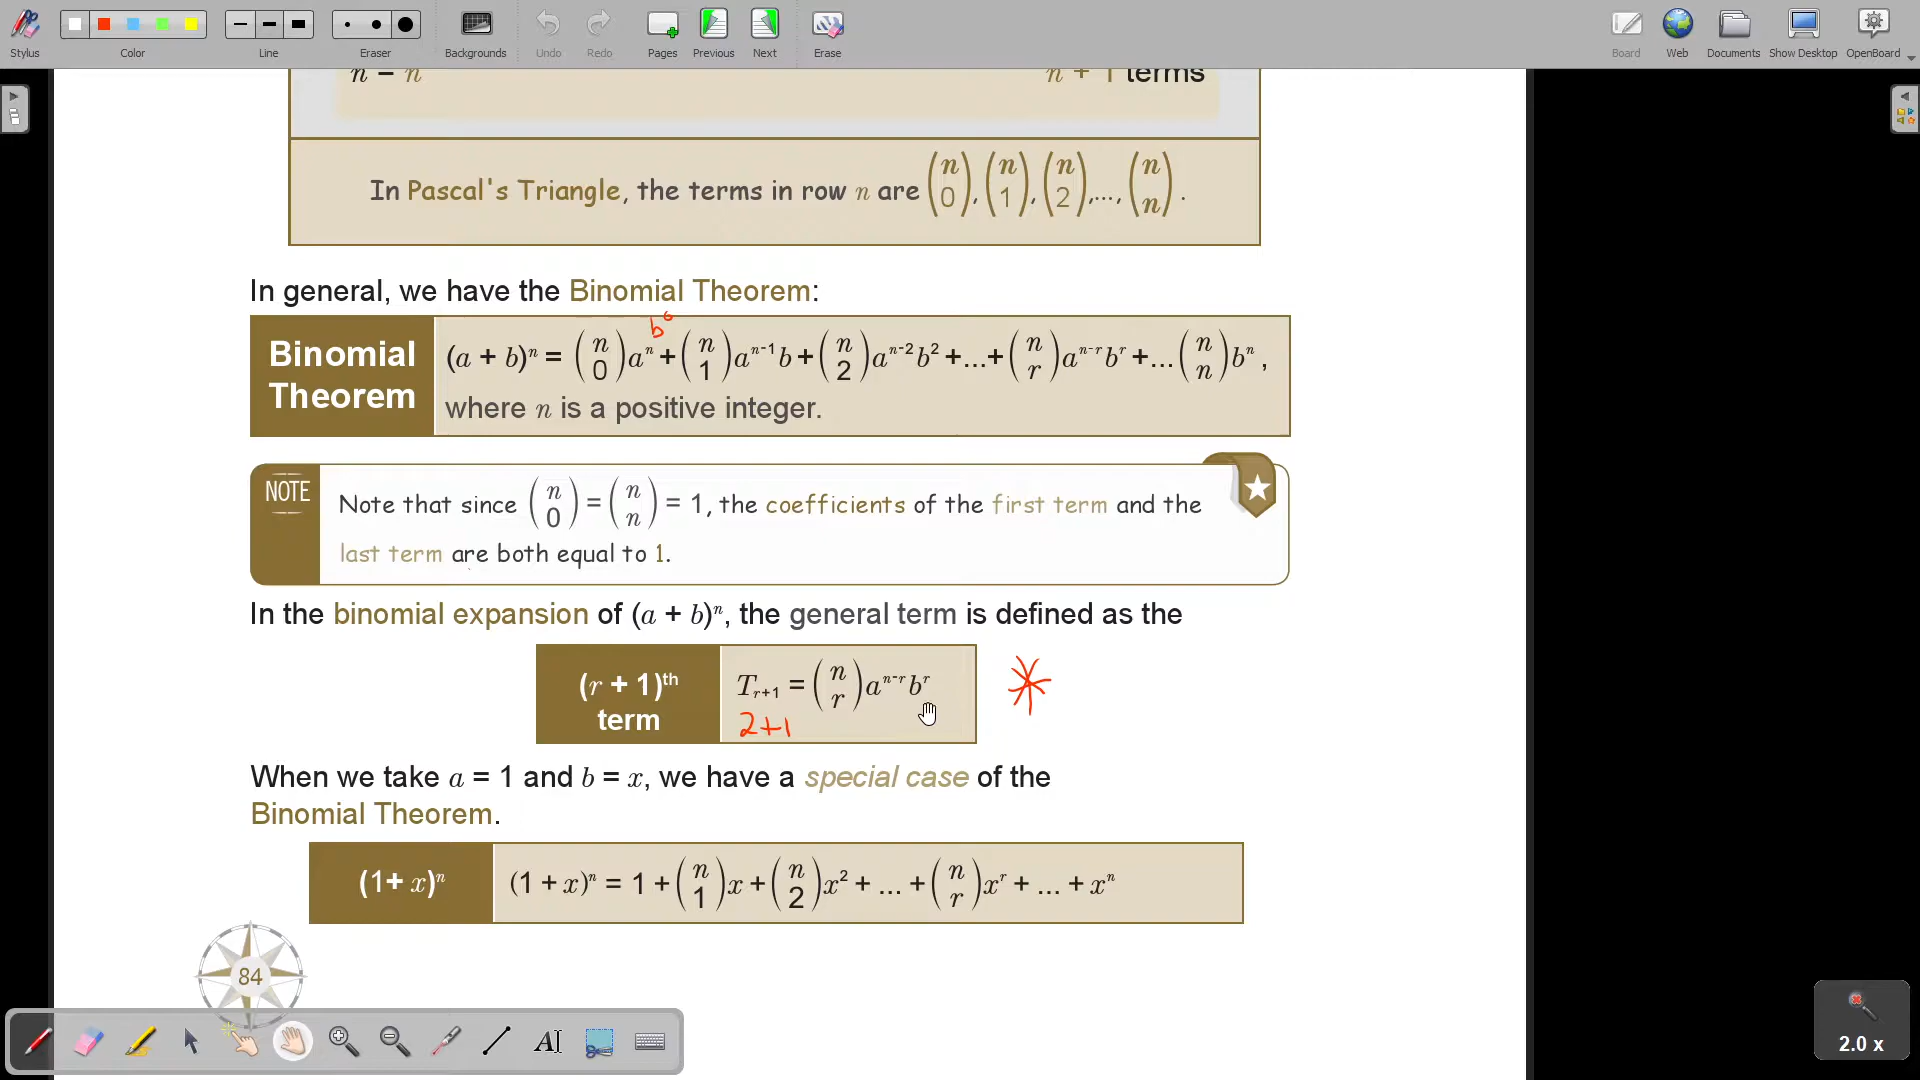 Stylus Color Line Eraser Backgrounds Undo Redo Pages Previous Next Erase Board Web Documents Show Desktop OpenBoard
n = n n + 1 terms
In Pascal's Triangle, the terms in row n are (n 0), (n 1), (n 2),..., (n n).
In general, we have the Binomial Theorem:
b⁰
Binomial Theorem
(a + b)ⁿ = (n 0)aⁿ + (n 1)aⁿ⁻¹b + (n 2)aⁿ⁻²b² +...+ (n r)aⁿ⁻ʳbʳ +... (n n)bⁿ,
where n is a positive integer.
NOTE
Note that since (n 0) = (n n) = 1, the coefficients of the first term and the
last term are both equal to 1.
In the binomial expansion of (a + b)ⁿ, the general term is defined as the
(r + 1)th term
T_{r+1} = (n r)aⁿ⁻ʳbʳ
2+1
When we take a = 1 and b = x, we have a special case of the
Binomial Theorem.
(1+ x)ⁿ (1 + x)ⁿ = 1 + (n 1)x + (n 2)x² + ... + (n r)xʳ + ... + xⁿ
84
2.0 x